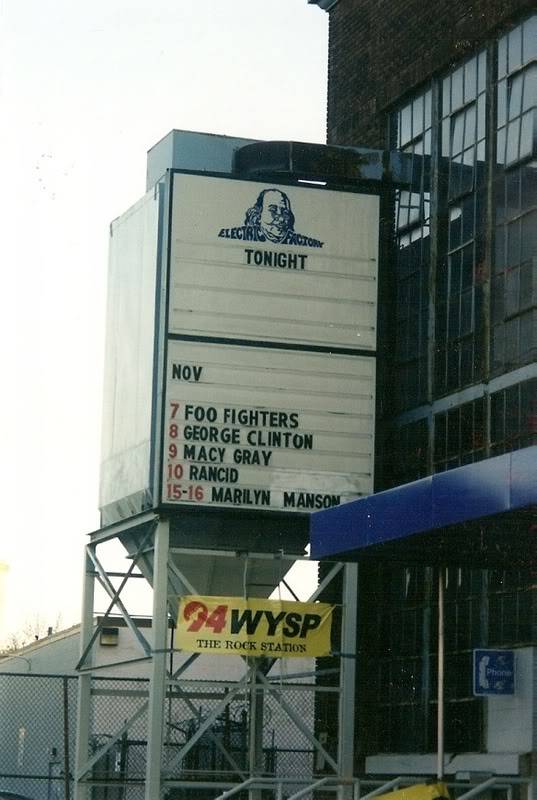 ELECTRIC FACTORY
TONIGHT
NOV
7 FOO FIGHTERS
8 GEORGE CLINTON
9 MACY GRAY
10 RANCID
15-16 MARILYN MANSON
94 WYSP
THE ROCK STATION
Phone